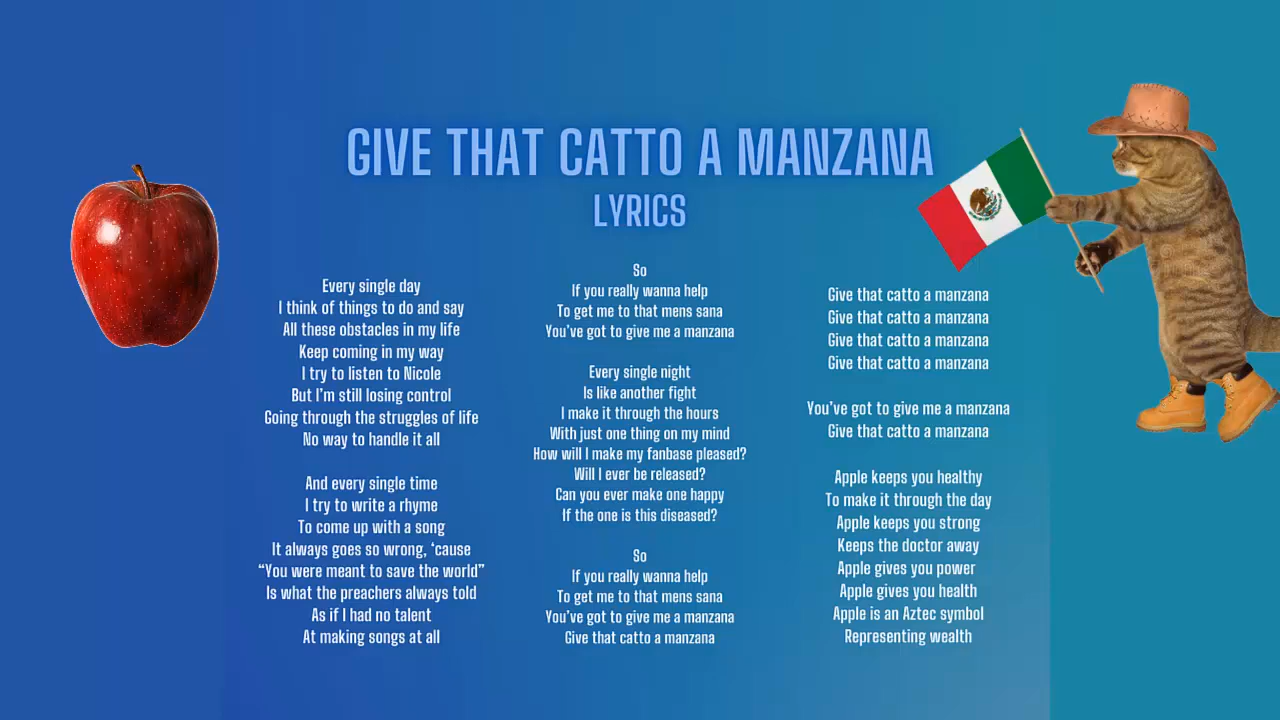 GIVE THAT CATTO A MANZANA
LYRICS
Every single day
I think of things to do and say
All these obstacles in my life
Keep coming in my way
I try to listen to Nicole
But I'm still losing control
Going through the struggles of life
No way to handle it all
And every single time
I try to write a rhyme
To come up with a song
It always goes so wrong, ‘cause
“You were meant to save the world”
Is what the preachers always told
As if I had no talent
At making songs at all
So
If you really wanna help
To get me to that mens sana
You've got to give me a manzana
Every single night
Is like another fight
I make it through the hours
With just one thing on my mind
How will I make my fanbase pleased?
Will I ever be released?
Can you ever make one happy
If the one is this diseased?
So
If you really wanna help
To get me to that mens sana
You've got to give me a manzana
Give that catto a manzana
Give that catto a manzana
Give that catto a manzana
Give that catto a manzana
Give that catto a manzana
You've got to give me a manzana
Give that catto a manzana
Apple keeps you healthy
To make it through the day
Apple keeps you strong
Keeps the doctor away
Apple gives you power
Apple gives you health
Apple is an Aztec symbol
Representing wealth